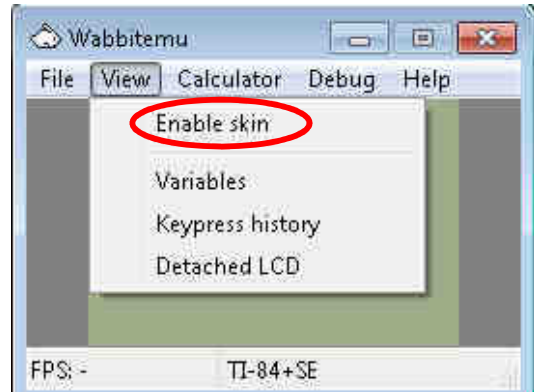 Wabbitemu
File View Calculator Debug Help
Enable skin
Variables
Keypress history
Detached LCD
FPS: - TI-84+SE